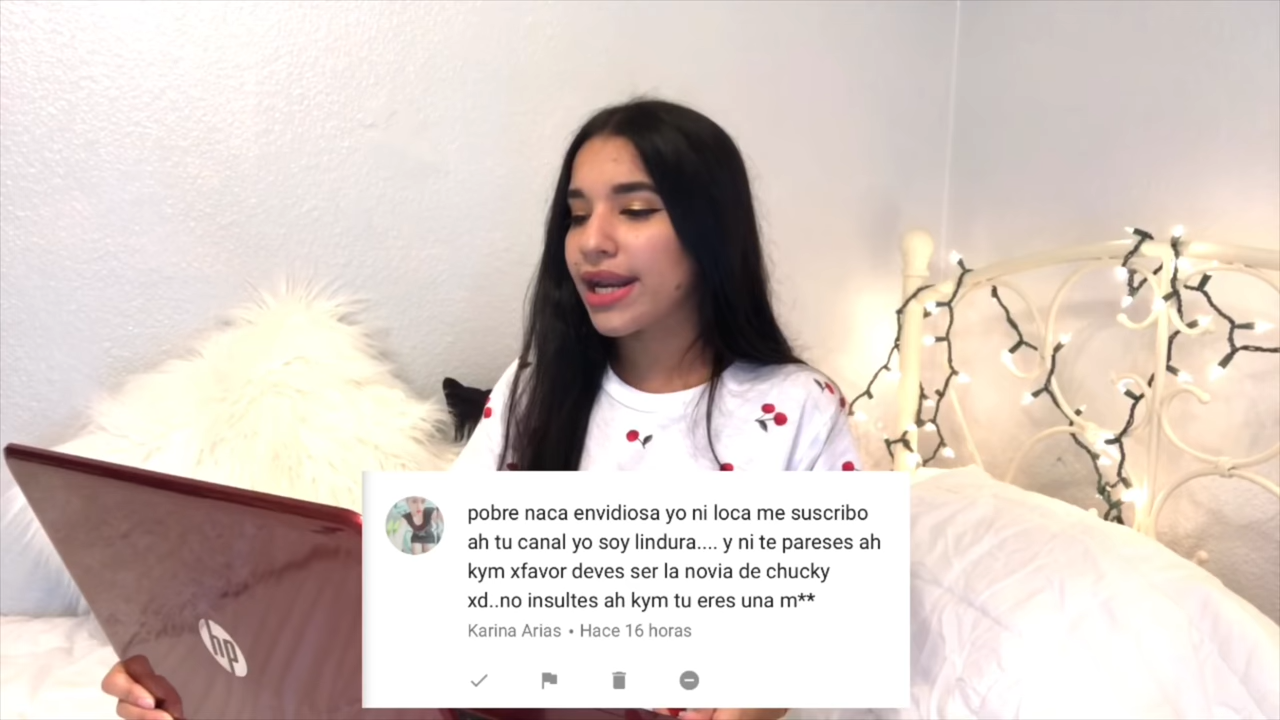 pobre naca envidiosa yo ni loca me suscribo
ah tu canal yo soy lindura.... y ni te pareses ah
kym xfavor deves ser la novia de chucky
xd..no insultes ah kym tu eres una m**
Karina Arias • Hace 16 horas
hp